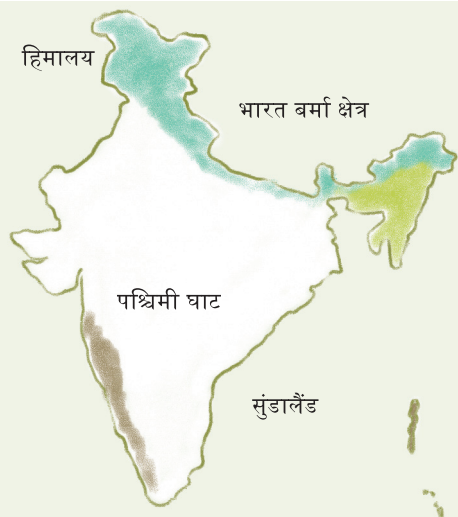 हिमालय
भारत बर्मा क्षेत्र
पश्चिमी घाट
सुंडालैंड